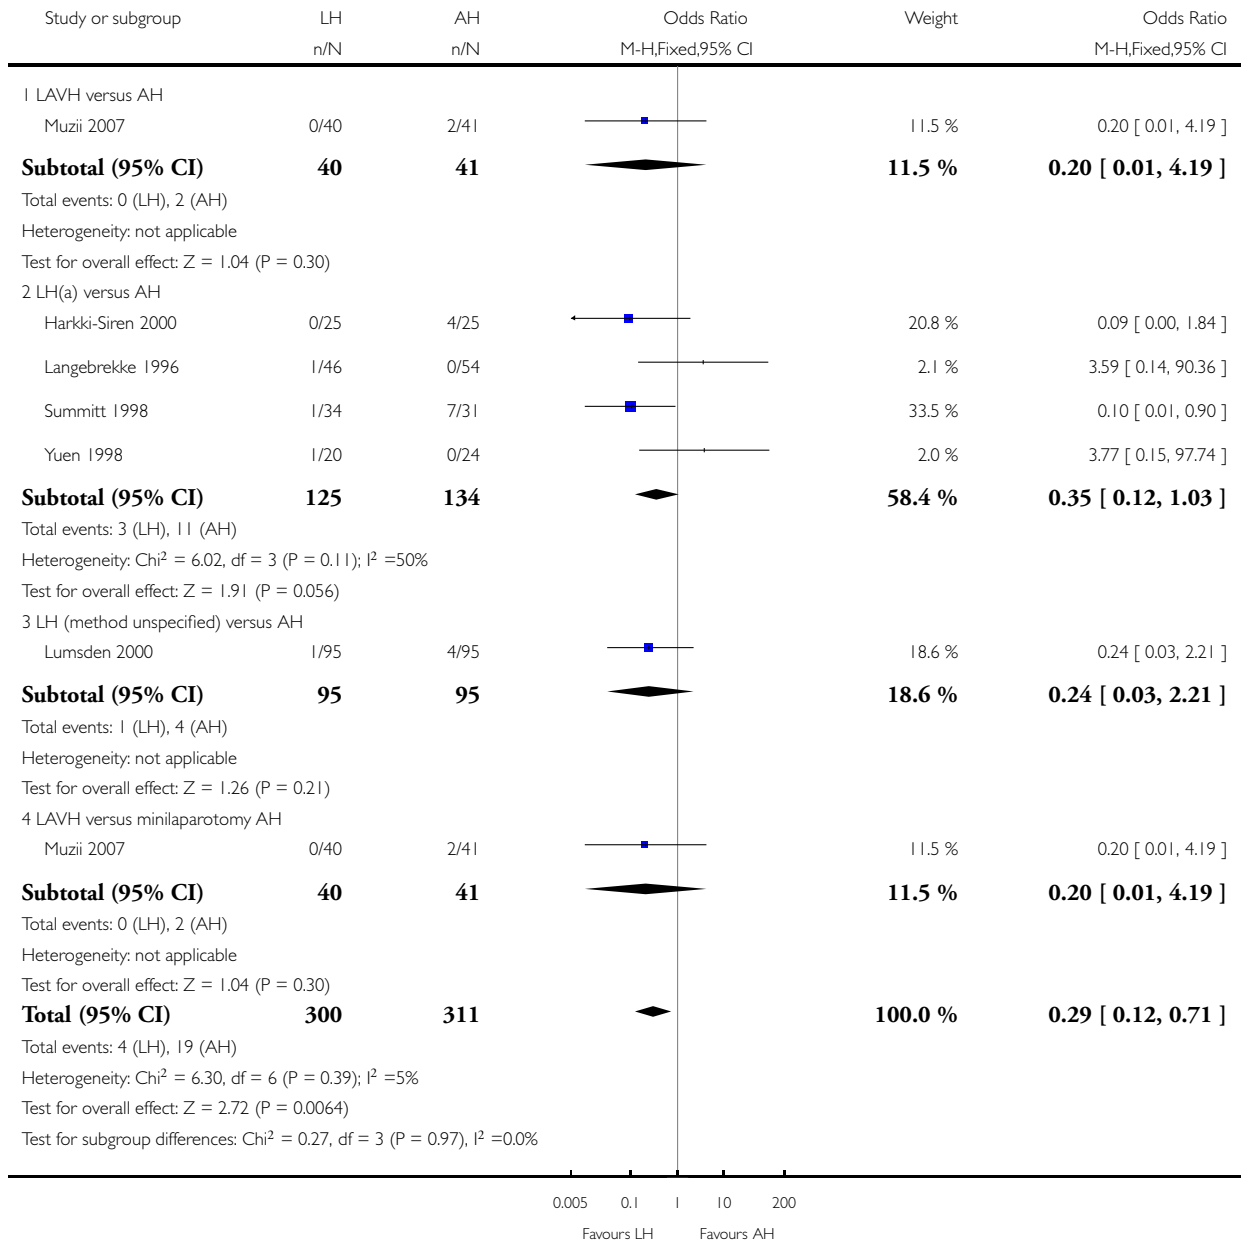 Study or subgroup LH AH Odds Ratio Weight Odds Ratio
n/N n/N M-H,Fixed,95% CI M-H,Fixed,95% CI
1 LAVH versus AH
Muzii 2007 0/40 2/41 11.5 % 0.20 [ 0.01, 4.19 ]
Subtotal (95% CI) 40 41 11.5 % 0.20 [ 0.01, 4.19 ]
Total events: 0 (LH), 2 (AH)
Heterogeneity: not applicable
Test for overall effect: Z = 1.04 (P = 0.30)
2 LH(a) versus AH
Harkki-Siren 2000 0/25 4/25 20.8 % 0.09 [ 0.00, 1.84 ]
Langebrekke 1996 1/46 0/54 2.1 % 3.59 [ 0.14, 90.36 ]
Summitt 1998 1/34 7/31 33.5 % 0.10 [ 0.01, 0.90 ]
Yuen 1998 1/20 0/24 2.0 % 3.77 [ 0.15, 97.74 ]
Subtotal (95% CI) 125 134 58.4 % 0.35 [ 0.12, 1.03 ]
Total events: 3 (LH), 11 (AH)
Heterogeneity: Chi² = 6.02, df = 3 (P = 0.11); I² =50%
Test for overall effect: Z = 1.91 (P = 0.056)
3 LH (method unspecified) versus AH
Lumsden 2000 1/95 4/95 18.6 % 0.24 [ 0.03, 2.21 ]
Subtotal (95% CI) 95 95 18.6 % 0.24 [ 0.03, 2.21 ]
Total events: 1 (LH), 4 (AH)
Heterogeneity: not applicable
Test for overall effect: Z = 1.26 (P = 0.21)
4 LAVH versus minilaparotomy AH
Muzii 2007 0/40 2/41 11.5 % 0.20 [ 0.01, 4.19 ]
Subtotal (95% CI) 40 41 11.5 % 0.20 [ 0.01, 4.19 ]
Total events: 0 (LH), 2 (AH)
Heterogeneity: not applicable
Test for overall effect: Z = 1.04 (P = 0.30)
Total (95% CI) 300 311 100.0 % 0.29 [ 0.12, 0.71 ]
Total events: 4 (LH), 19 (AH)
Heterogeneity: Chi² = 6.30, df = 6 (P = 0.39); I² =5%
Test for overall effect: Z = 2.72 (P = 0.0064)
Test for subgroup differences: Chi² = 0.27, df = 3 (P = 0.97), I² =0.0%
0.005 0.1 1 10 200
Favours LH Favours AH